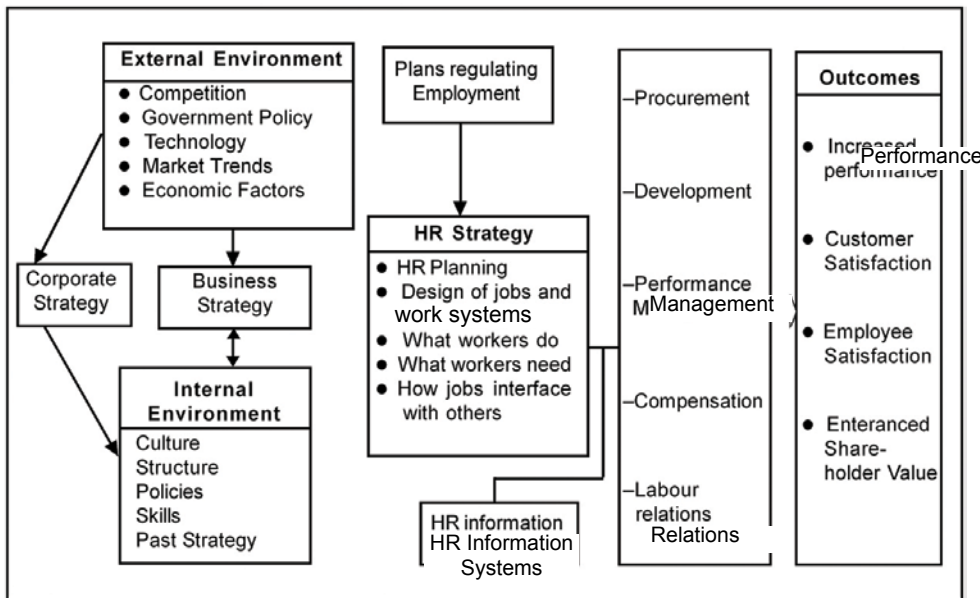 External Environment
● Competition
● Government Policy
● Technology
● Market Trends
● Economic Factors
Corporate
Strategy
Business
Strategy
Internal
Environment
Culture
Structure
Policies
Skills
Past Strategy
Plans regulating
Employment
HR Strategy
● HR Planning
● Design of jobs and
work systems
● What workers do
● What workers need
● How jobs interface
with others
HR information
HR Information
Systems
–Procurement
–Development
–Performance
Management
–Compensation
–Labour
relations
Relations
Outcomes
● Increased
Performance
performance
● Customer
Satisfaction
● Employee
Satisfaction
● Enteranced
Share-
holder Value